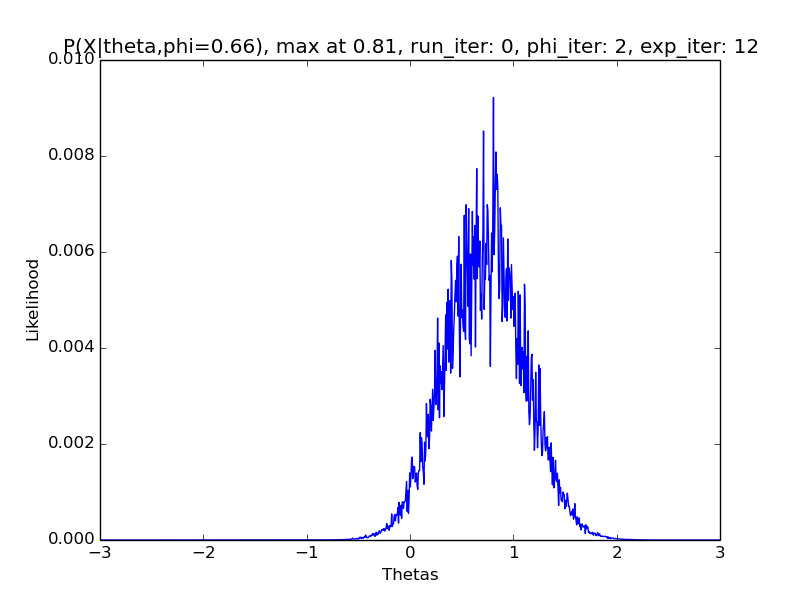 P(X|theta,phi=0.66), max at 0.81, run_iter: 0, phi_iter: 2, exp_iter: 12
0.010
0.008
0.006
0.004
0.002
0.000
Likelihood
−3 −2 −1 0 1 2 3
Thetas